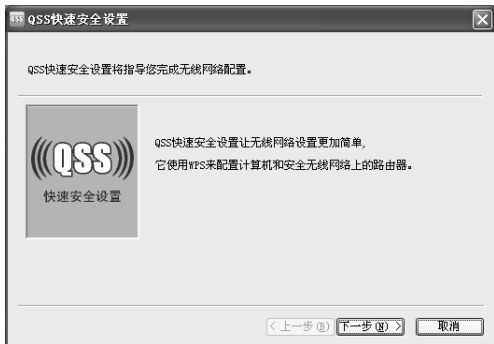 QSS QSS快速安全设置
QSS快速安全设置将指导您完成无线网络配置。
QSS
快速安全设置
QSS快速安全设置让无线网络设置更加简单,
它使用WPS来配置计算机和安全无线网络上的路由器。
< 上一步(B) 下一步(N) > 取消